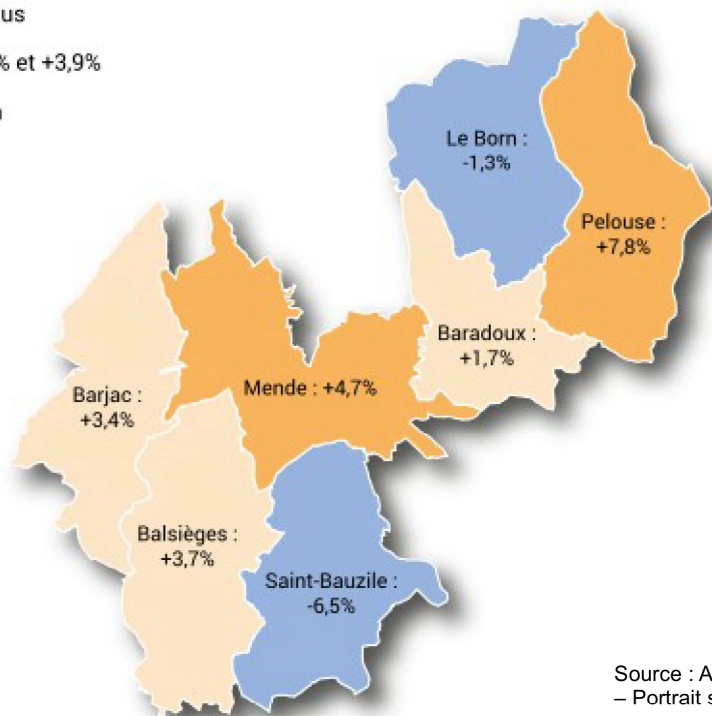 us
% et +3,9%
Le Born :
-1,3%
Pelouse :
+7,8%
Baradoux :
+1,7%
Mende : +4,7%
Barjac :
+3,4%
Balsièges :
+3,7%
Saint-Bauzile :
-6,5%
Source : A
– Portrait s